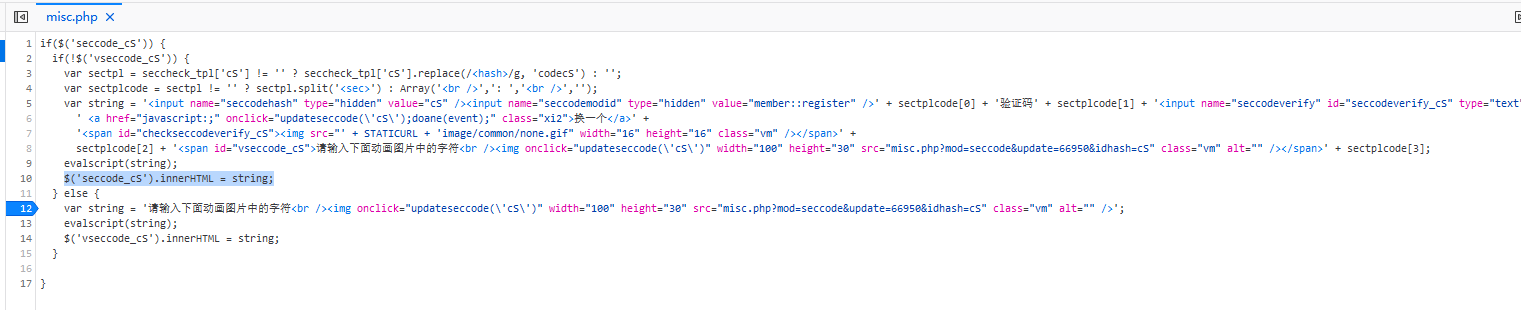 misc.php ×
1 if($('seccode_cS')) {
2 if(!$('vseccode_cS')) {
3 var sectpl = seccheck_tpl['cS'] != '' ? seccheck_tpl['cS'].replace(/<hash>/g, 'codecS') : '';
4 var sectplcode = sectpl != '' ? sectpl.split('<sec>') : Array('<br />',': ','<br />','');
5 var string = '<input name="seccodehash" type="hidden" value="cS" /><input name="seccodemodid" type="hidden" value="member::register" />' + sectplcode[0] + '验证码' + sectplcode[1] + '<input name="seccodeverify" id="seccodeverify_cS" type="text"
6 ' <a href="javascript:;" onclick="updateseccode(\'cS\');doane(event);" class="xi2">换一个</a>' +
7 '<span id="checkseccodeverify_cS"><img src="' + STATICURL + 'image/common/none.gif" width="16" height="16" class="vm" /></span>' +
8 sectplcode[2] + '<span id="vseccode_cS">请输入下面动画图片中的字符<br /><img onclick="updateseccode(\'cS\')" width="100" height="30" src="misc.php?mod=seccode&update=66950&idhash=cS" class="vm" alt="" /></span>' + sectplcode[3];
9 evalscript(string);
10 $('seccode_cS').innerHTML = string;
11 } else {
12 var string = '请输入下面动画图片中的字符<br /><img onclick="updateseccode(\'cS\')" width="100" height="30" src="misc.php?mod=seccode&update=66950&idhash=cS" class="vm" alt="" />';
13 evalscript(string);
14 $('vseccode_cS').innerHTML = string;
15 }
16
17 }